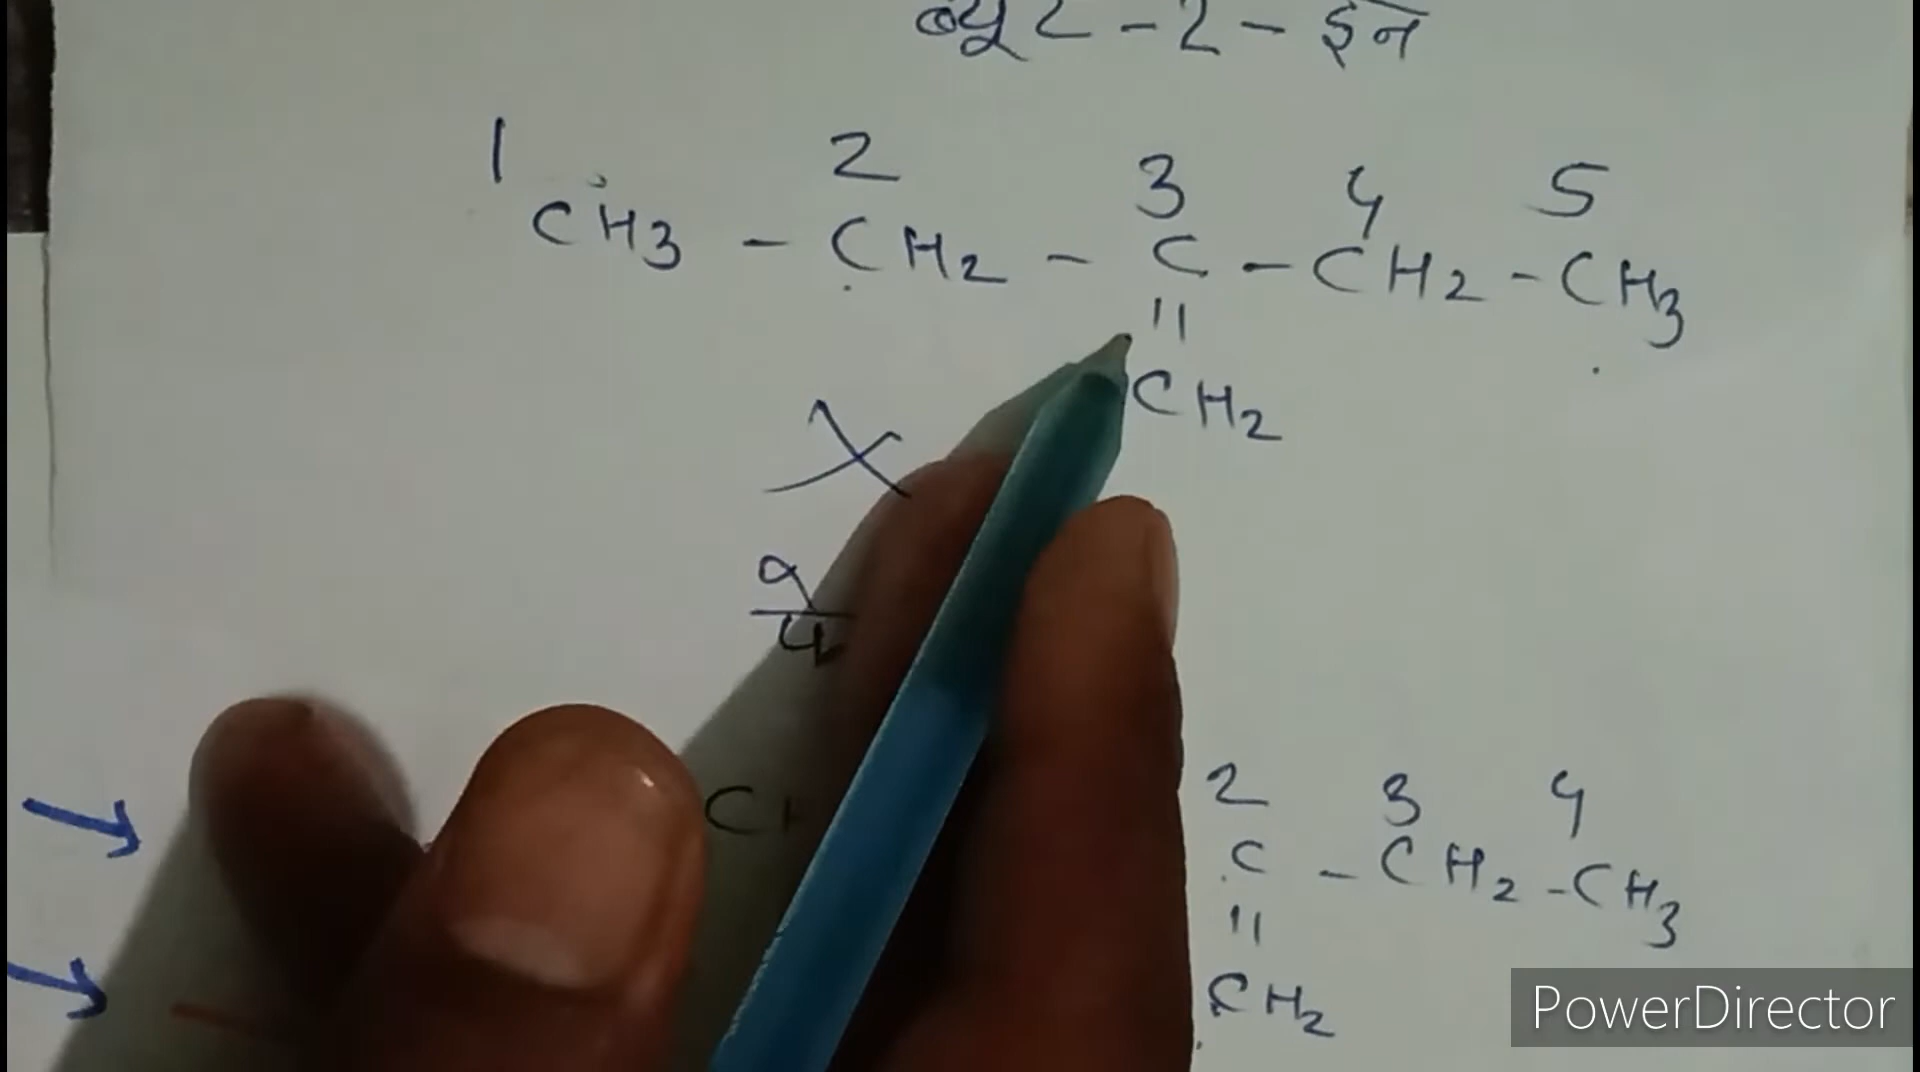 ब्यूट-2-इन
1 2 3 4 5
CH3 - CH2 - C - CH2 - CH3
||
CH2
X
2 3 4
C - CH2 - CH3
||
CH2
PowerDirector